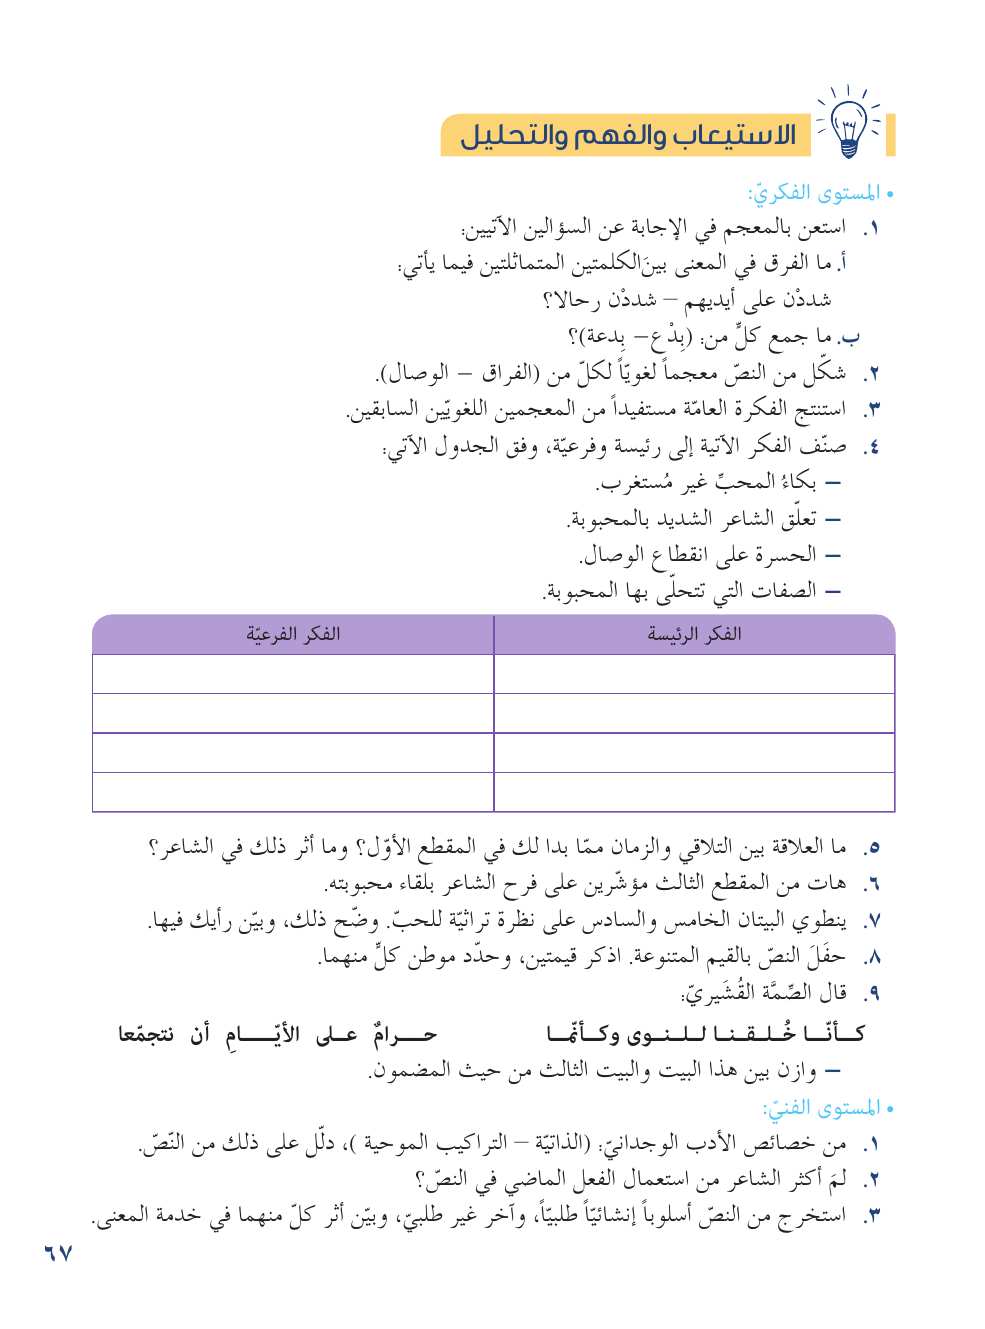 الاستيعاب والفهم والتحليل
• المستوى الفكريّ:
١. استعن بالمعجم في الإجابة عن السؤالين الآتيين:
أ. ما الفرق في المعنى بينَ‌الكلمتين المتماثلتين فيما يأتي:
شددْن على أيديهم – شددْن رحالا؟
ب. ما جمع كلٍّ من: (بِدْع– بِدعة)؟
٢. شكّل من النصّ معجماً لغويّاً لكلّ من (الفراق – الوصال).
٣. استنتج الفكرة العامّة مستفيداً من المعجمين اللغويّين السابقين.
٤. صنّف الفكر الآتية إلى رئيسة وفرعيّة، وفق الجدول الآتي:
– بكاءُ المحبِّ غير مُستغرب.
– تعلّق الشاعر الشديد بالمحبوبة.
– الحسرة على انقطاع الوصال.
– الصفات التي تتحلّى بها المحبوبة.
الفكر الرئيسة الفكر الفرعيّة
٥. ما العلاقة بين التلاقي والزمان ممّا بدا لك في المقطع الأوّل؟ وما أثر ذلك في الشاعر؟
٦. هات من المقطع الثالث مؤشّرين على فرح الشاعر بلقاء محبوبته.
٧. ينطوي البيتان الخامس والسادس على نظرة تراثيّة للحبّ. وضّح ذلك، وبيّن رأيك فيها.
٨. حفَلَ النصّ بالقيم المتنوعة. اذكر قيمتين، وحدّد موطن كلٍّ منهما.
٩. قال الصِّمَّة القُشَيريّ:
كـأنّـا خُلـقـنـا لـلـنـوى وكـأنّمـا حـرامٌ عـلى الأيّـامِ أن نتجمّعا
– وازن بين هذا البيت والبيت الثالث من حيث المضمون.
• المستوى الفنيّ:
١. من خصائص الأدب الوجدانيّ: (الذاتيّة – التراكيب الموحية )، دلّل على ذلك من النّصّ.
٢. لمَ أكثر الشاعر من استعمال الفعل الماضي في النصّ؟
٣. استخرج من النصّ أسلوباً إنشائيّاً طلبيّاً، وآخر غير طلبيّ، وبيّن أثر كلّ منهما في خدمة المعنى.
٦٧